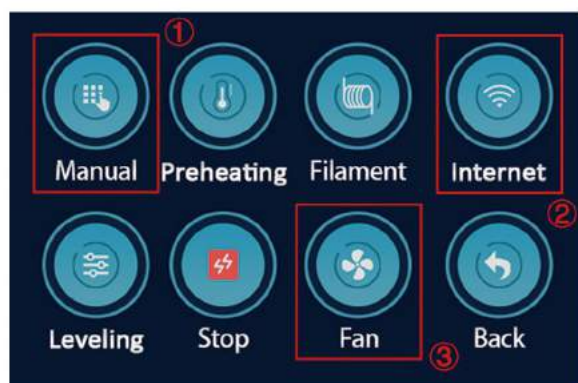 ①
Manual Preheating Filament Internet
②
Leveling Stop Fan Back
③